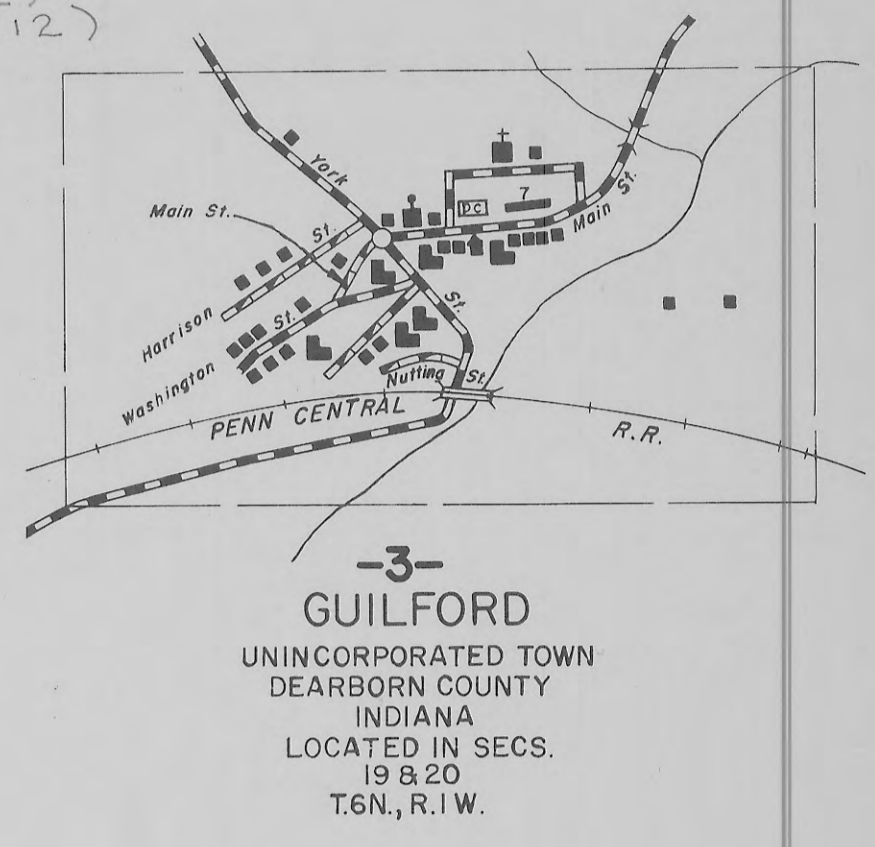 12)
York
St.
Main St.
St.
Harrison
St.
Washington
PC
7
Main
St.
Nutting
St.
PENN CENTRAL
R.R.
-3-
GUILFORD
UNINCORPORATED TOWN
DEARBORN COUNTY
INDIANA
LOCATED IN SECS.
19 & 20
T.6N., R.1W.